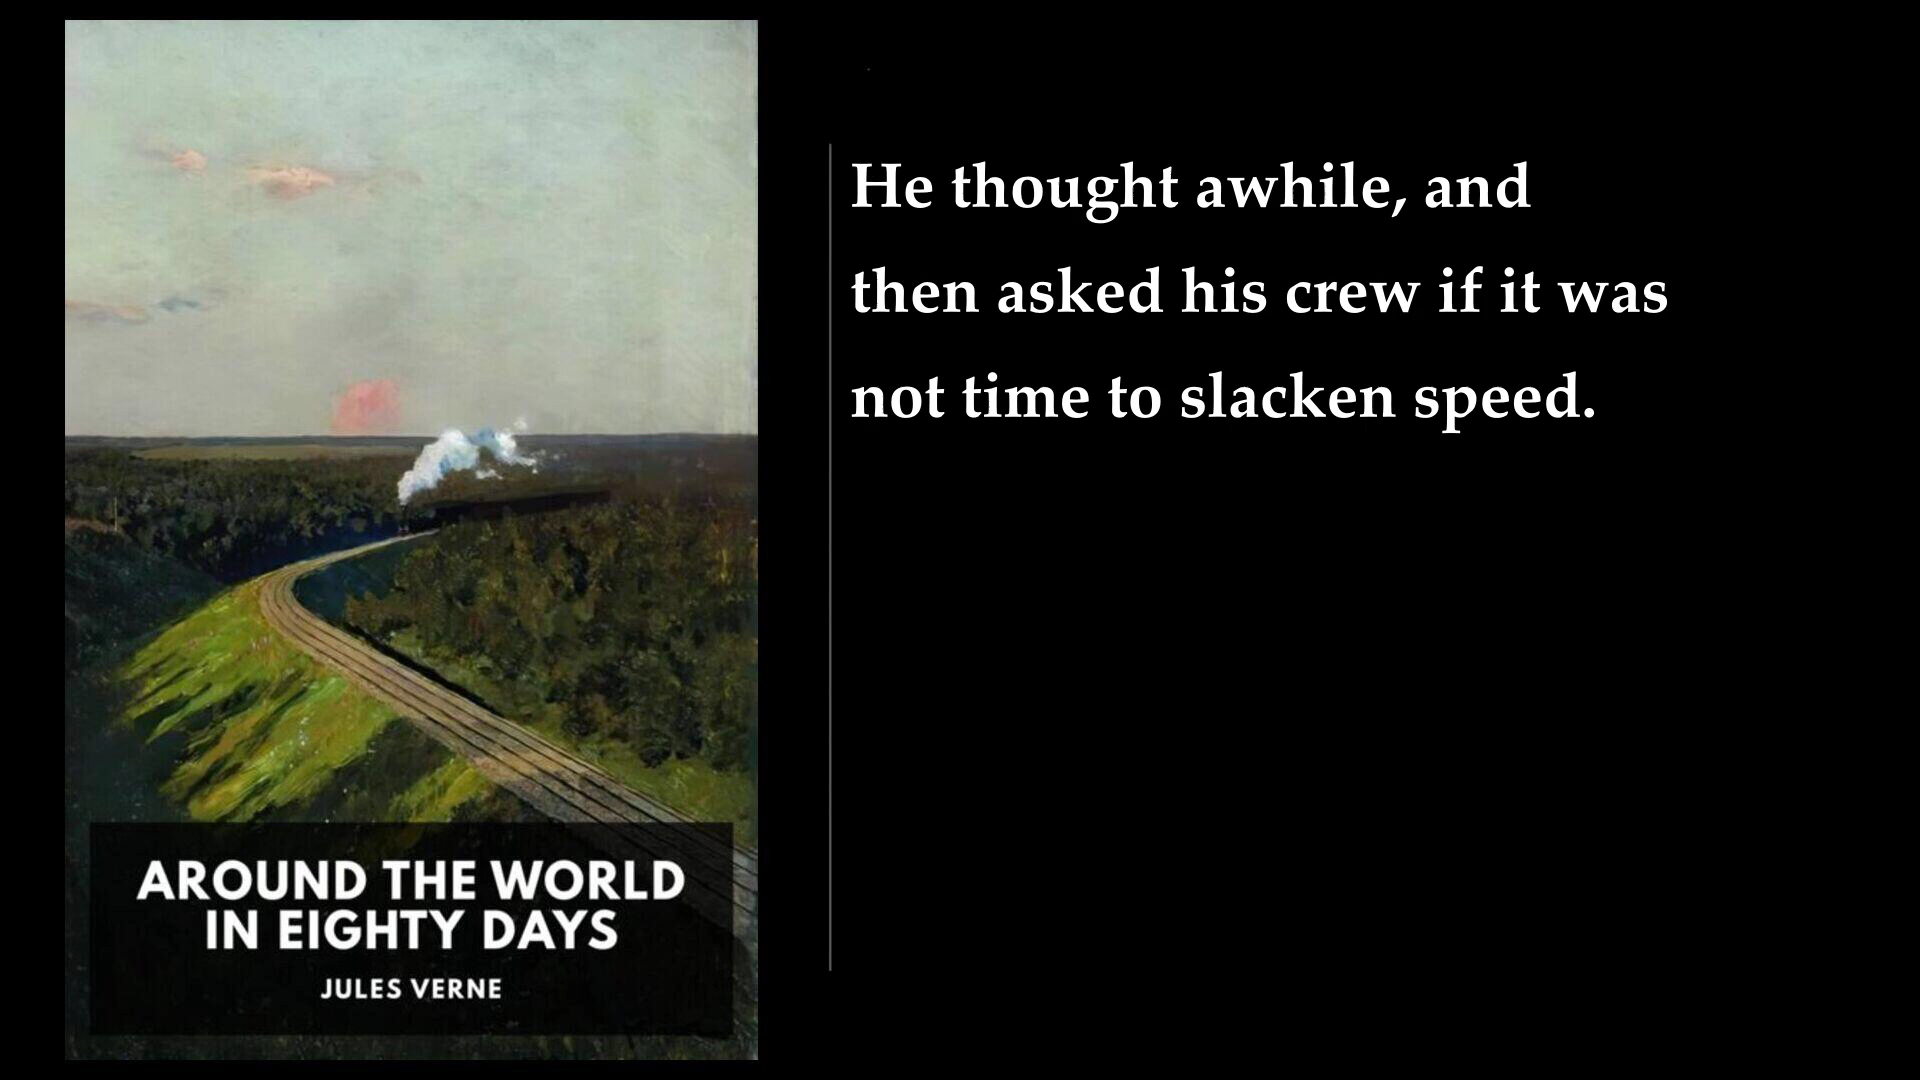 He thought awhile, and
then asked his crew if it was
not time to slacken speed.
AROUND THE WORLD
IN EIGHTY DAYS
JULES VERNE